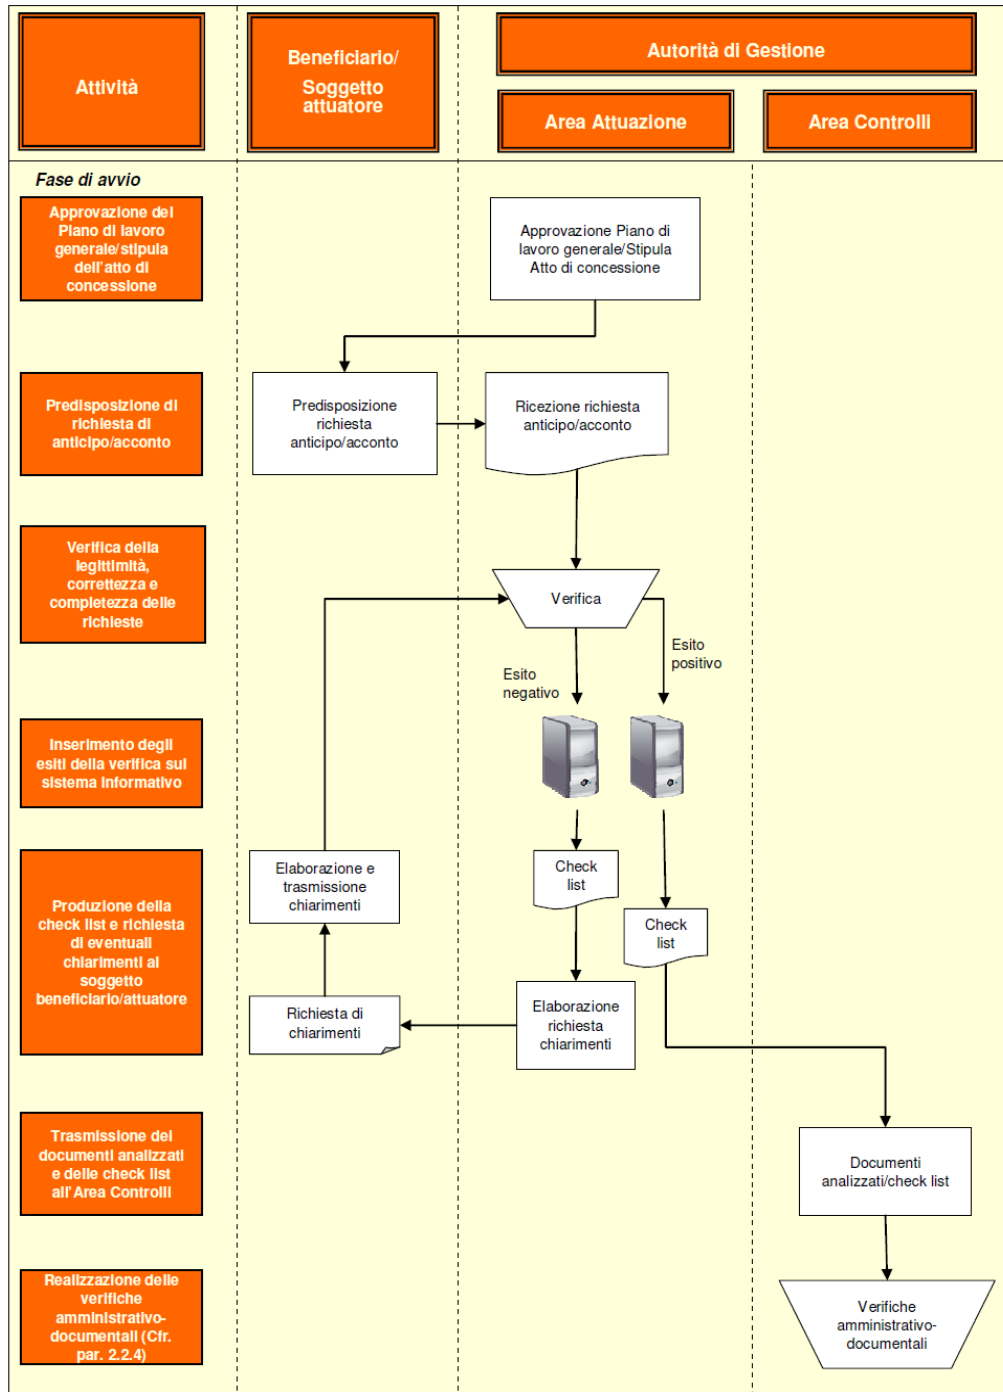 Attività
Beneficiario/
Soggetto
attuatore
Autorità di Gestione
Area Attuazione
Area Controlli
Fase di avvio
Approvazione del
Piano di lavoro
generale/stipula
dell'atto di
concessione
Approvazione Piano di
lavoro generale/Stipula
Atto di concessione
Predisposizione di
richiesta di
anticipo/acconto
Predisposizione
richiesta
anticipo/acconto
Ricezione richiesta
anticipo/acconto
Verifica della
legittimità,
correttezza e
completezza delle
richieste
Verifica
Esito
negativo
Esito
positivo
Inserimento degli
esiti della verifica sul
sistema informativo
Produzione della
check list e richiesta
di eventuali
chiarimenti al
soggetto
beneficiario/attuatore
Elaborazione e
trasmissione
chiarimenti
Check
list
Check
list
Richiesta di
chiarimenti
Elaborazione
richiesta
chiarimenti
Trasmissione dei
documenti analizzati
e delle check list
all'Area Controlli
Documenti
analizzati/check list
Realizzazione delle
verifiche
amministrativo-
documentali (Cfr.
par. 2.2.4)
Verifiche
amministrativo-
documentali